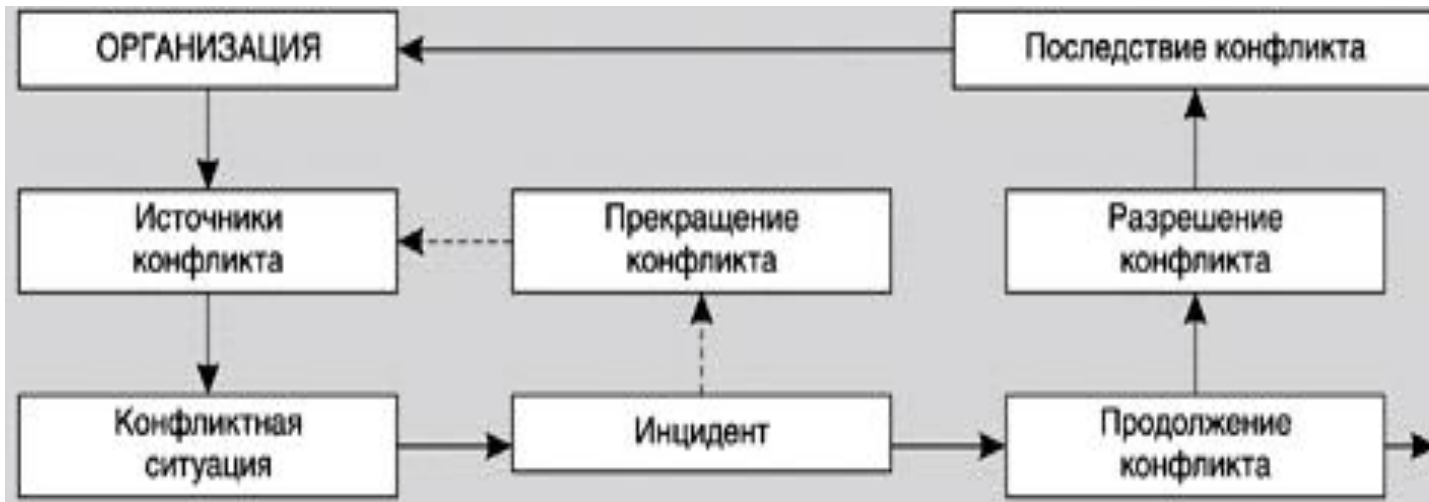 ОРГАНИЗАЦИЯ
Последствие конфликта
Источники
конфликта
Прекращение
конфликта
Разрешение
конфликта
Конфликтная
ситуация
Инцидент
Продолжение
конфликта